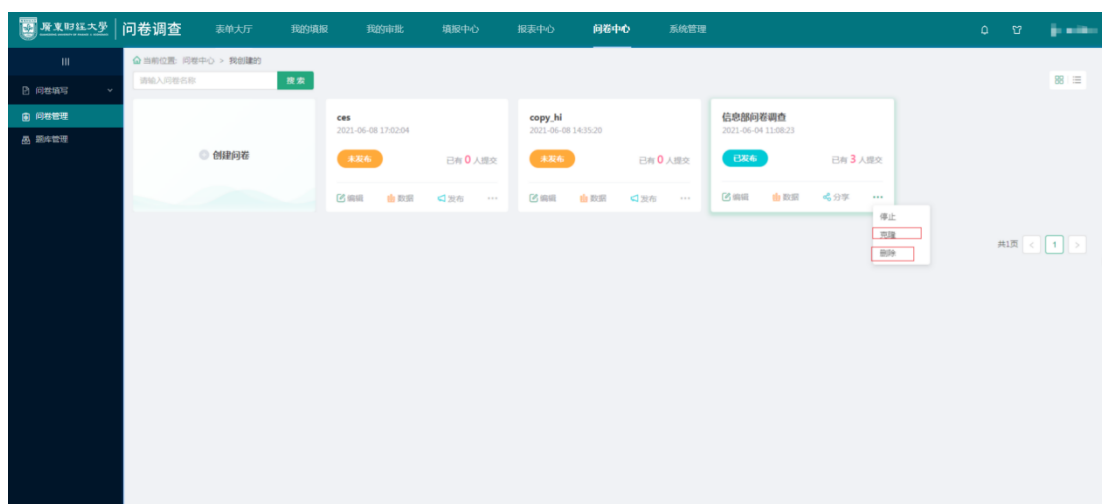 廣東财经大學 问卷调查 表单大厅 我的填报 我的审批 填报中心 报表中心 问卷中心 系统管理
当前位置: 问卷中心 > 我创建的
请输入问卷名称 搜索
问卷填写
问卷管理
题库管理
创建问卷
ces
2021-06-08 17:02:04
未发布 已有 0 人提交
编辑 数据 发布 ...
copy_hi
2021-06-08 14:35:20
未发布 已有 0 人提交
编辑 数据 发布 ...
信息部问卷调查
2021-06-04 11:08:23
已发布 已有 3 人提交
编辑 数据 分享 ...
停止
克隆
删除
共1页 < 1 >